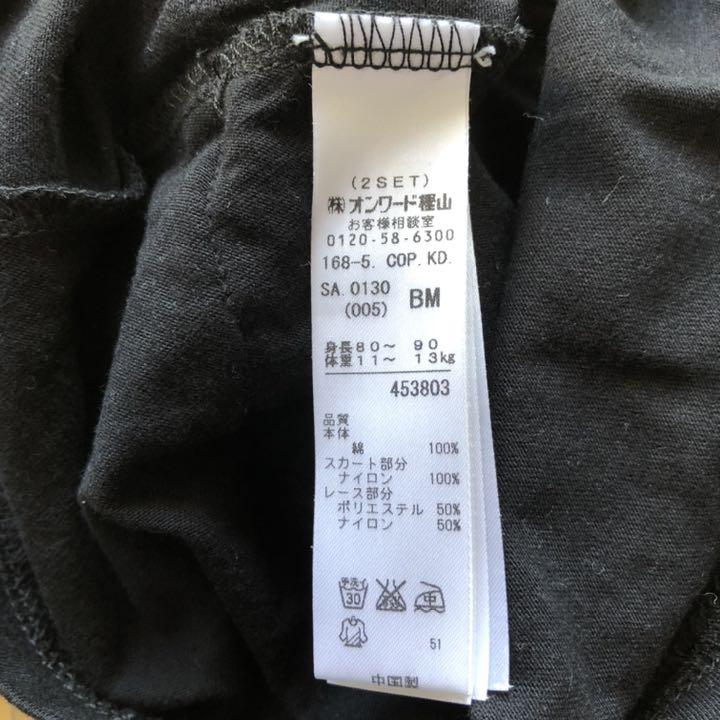 (2SET)
㈱オンワード樫山
お客様相談室
0120-58-6300
168-5. COP. KD.
SA. 0130 BM
(005)
身長80〜 90
体重11〜 13kg
453803
品質
本体
綿 100%
スカート部分
ナイロン 100%
レース部分
ポリエステル 50%
ナイロン 50%
手洗イ
30
中
51
中国製